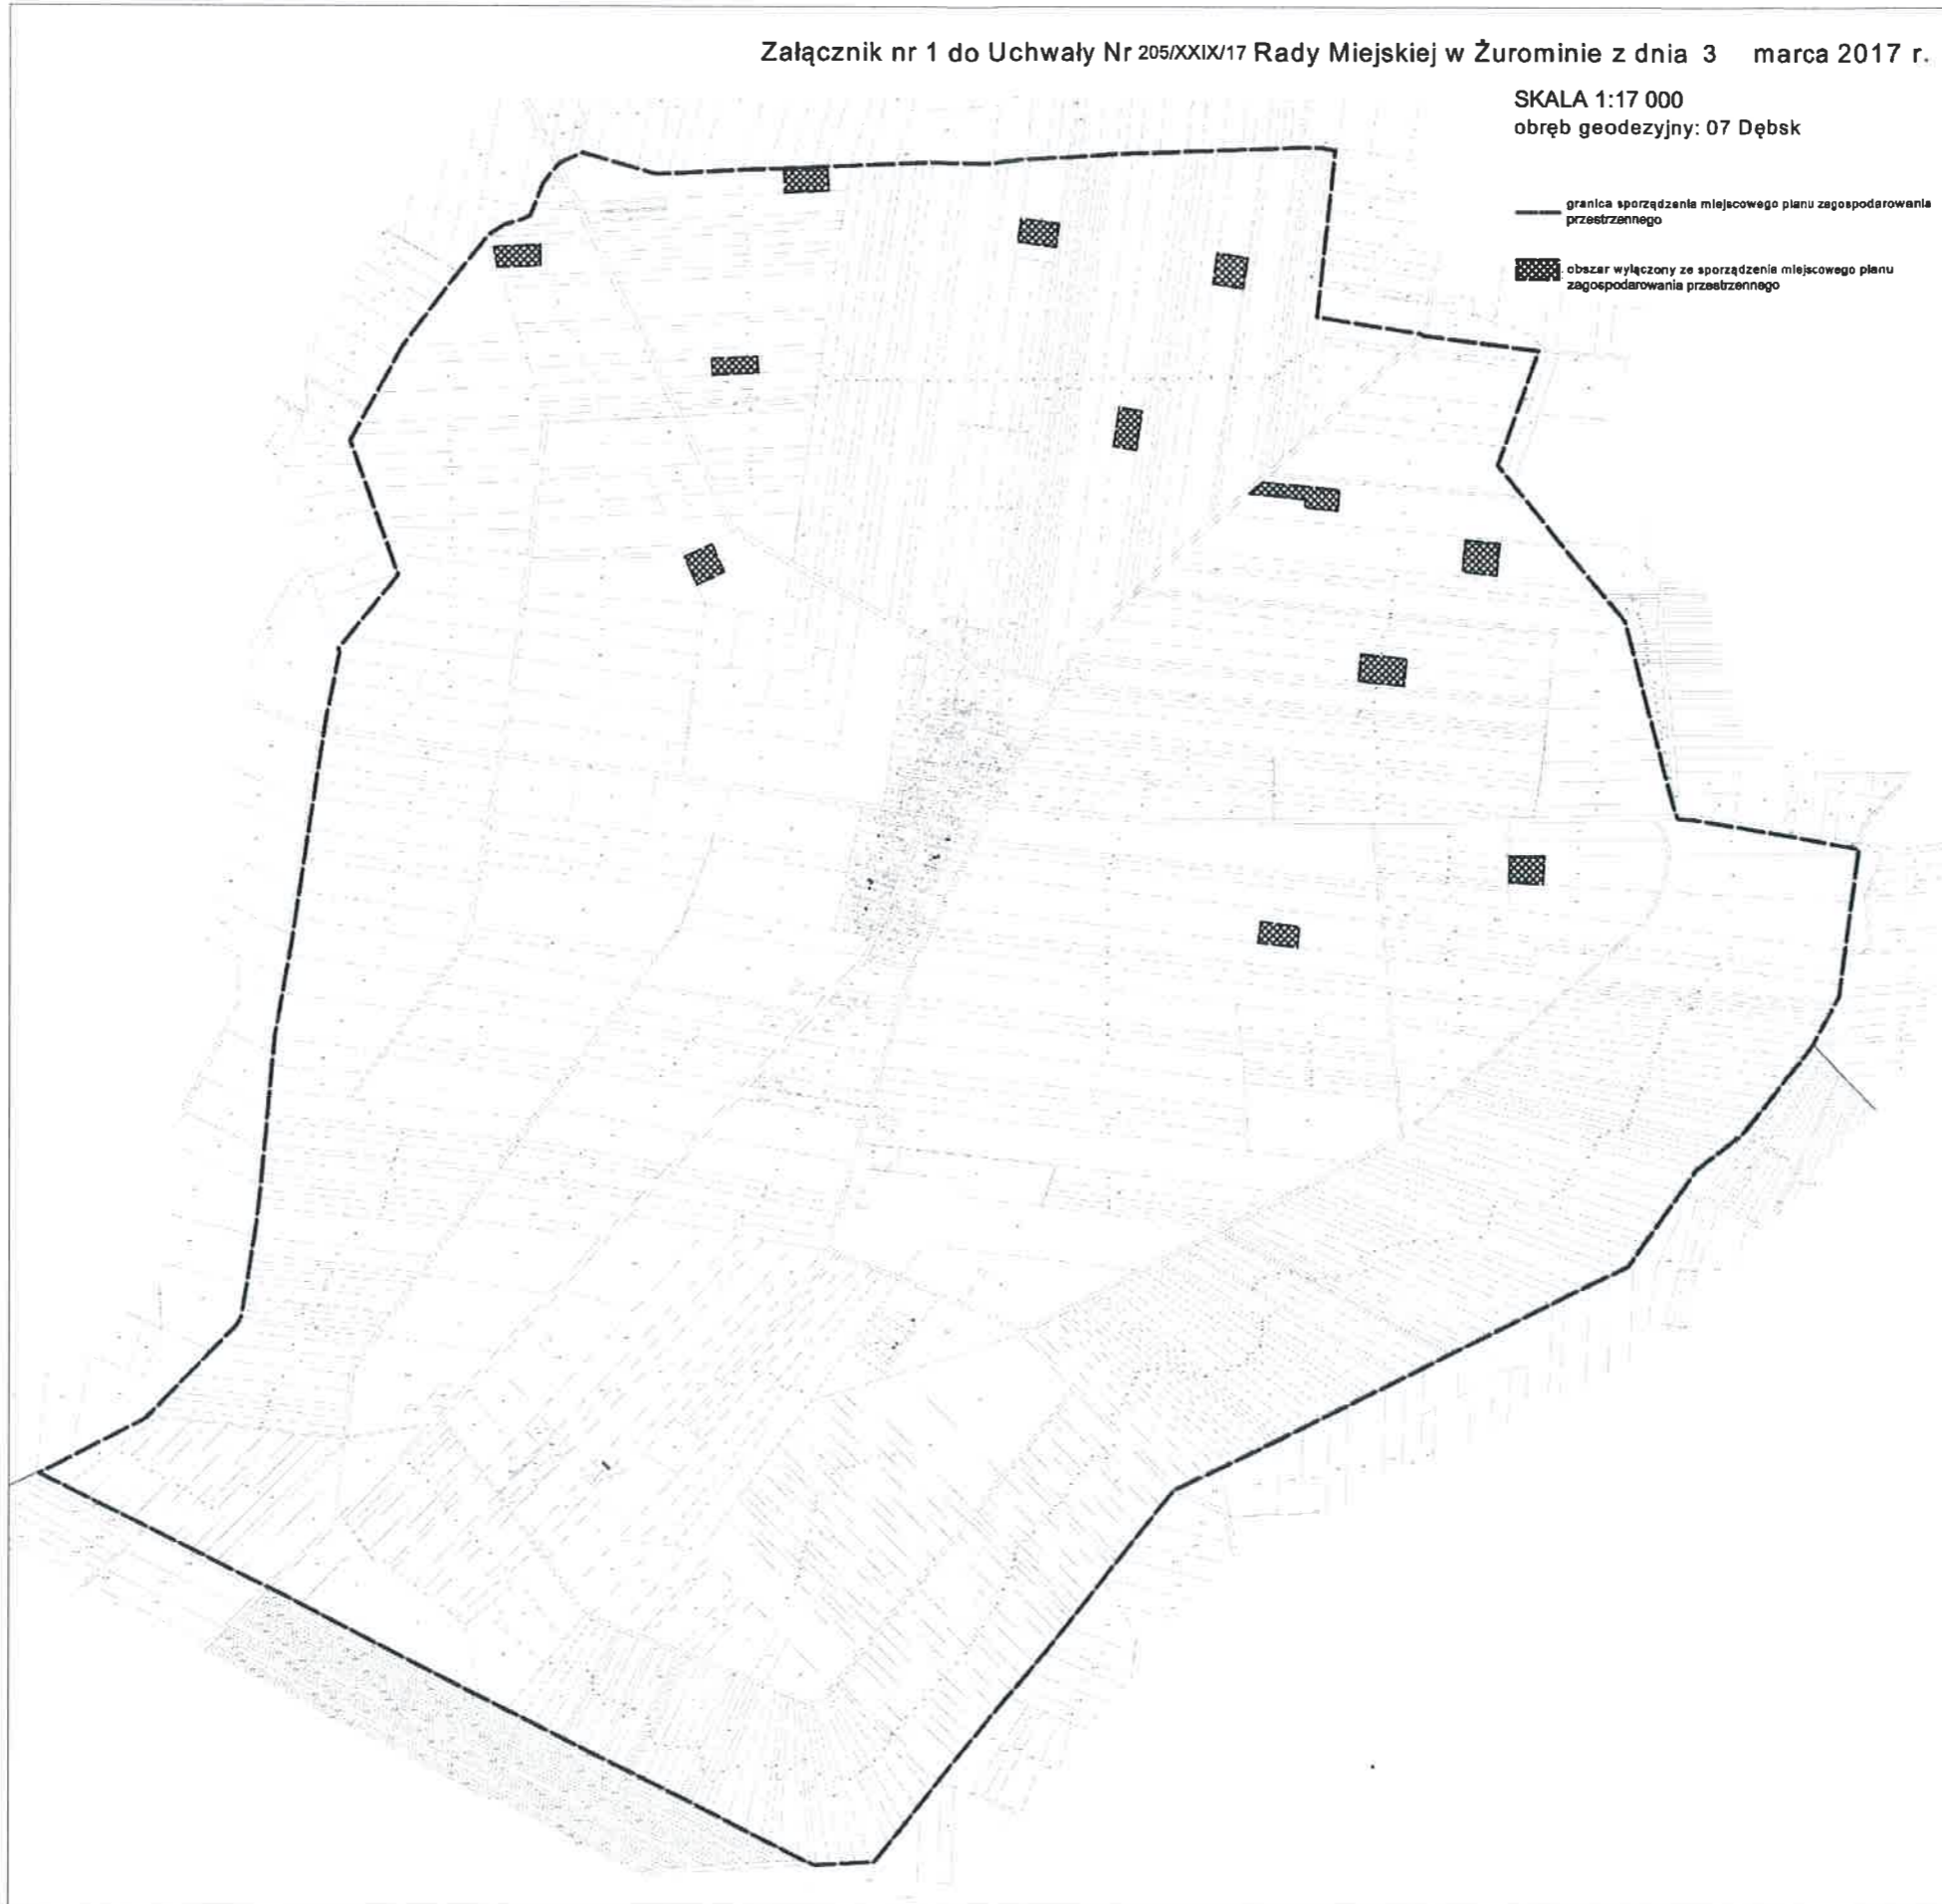 Załącznik nr 1 do Uchwały Nr 205/XXIX/17 Rady Miejskiej w Żurominie z dnia 3 marca 2017 r.
SKALA 1:17 000
obręb geodezyjny: 07 Dębsk
granica sporządzenia miejscowego planu zagospodarowania
przestrzennego
obszar wyłączony ze sporządzenia miejscowego planu
zagospodarowania przestrzennego